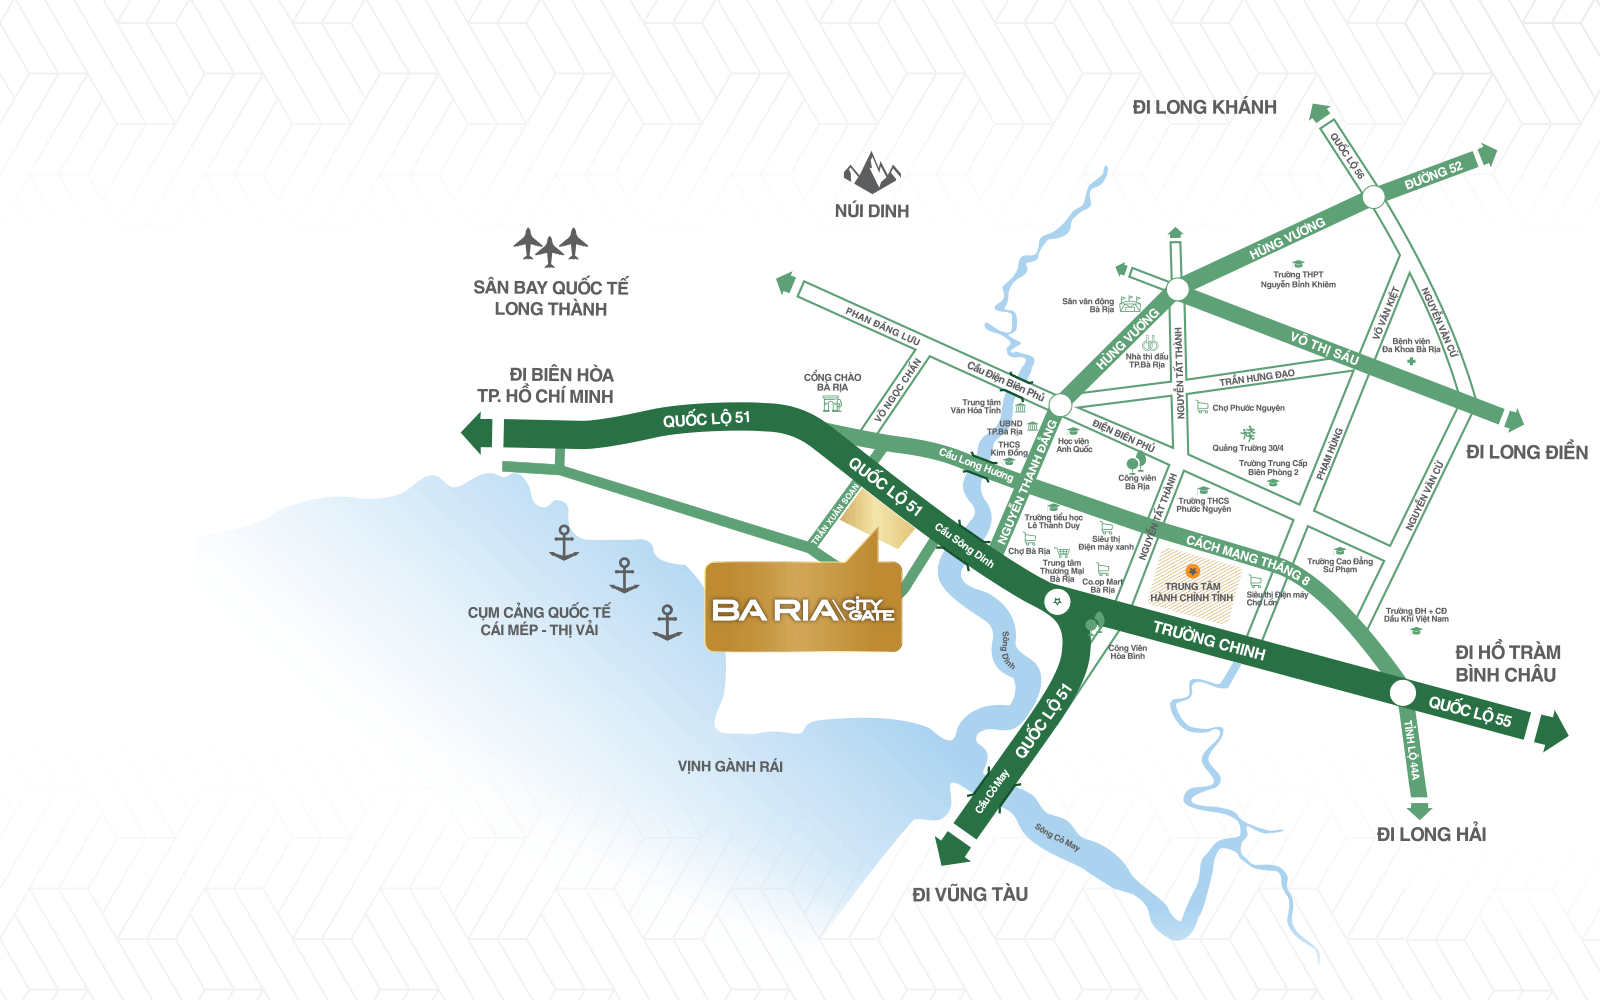 ĐI LONG KHÁNH
QUỐC LỘ 56
ĐƯỜNG 52
NÚI DINH
HÙNG VƯƠNG
SÂN BAY QUỐC TẾ
LONG THÀNH
Trường THPT
Nguyễn Bỉnh Khiêm
Sân vân động
Bà Rịa
PHAN ĐĂNG LƯU
HÙNG VƯƠNG
VÕ VĂN KIỆT
NGUYỄN VĂN CỪ
Nhà thi đấu
TP.Bà Rịa
NGUYỄN TẤT THÀNH
VÕ THỊ SÁU
Bệnh viện
Đa Khoa Bà Rịa
ĐI BIÊN HÒA
TP. HỒ CHÍ MINH
CỔNG CHÀO
BÀ RỊA
VÕ NGỌC CHẤN
Cầu Điện Biên Phủ
TRẦN HƯNG ĐẠO
Trung tâm
Văn Hóa Tỉnh
Chợ Phước Nguyên
QUỐC LỘ 51
UBND
TP.Bà Rịa
ĐIỆN BIÊN PHỦ
THCS
Kim Đồng
Học viện
Anh Quốc
Quảng Trường 30/4
PHẠM HÙNG
ĐI LONG ĐIỀN
Cầu Long Hương
NGUYỄN THANH ĐẰNG
Trường Trung Cấp
Biên Phòng 2
Công viên
Bà Rịa
QUỐC LỘ 51
TRẦN XUÂN SOẠN
NGUYỄN TẤT THÀNH
Trường THCS
Phước Nguyên
NGUYỄN VĂN CỪ
Trường tiểu học
Lê Thành Duy
Siêu thị
Điện máy xanh
Cầu Sông Dinh
Chợ Bà Rịa
CÁCH MẠNG THÁNG 8
Trường Cao Đẳng
Sư Phạm
Trung tâm
Thương Mại
Bà Rịa
Co.op Mart
Bà Rịa
TRUNG TÂM
HÀNH CHÍNH TỈNH
Siêu thị Điện máy
Chợ Lớn
CỤM CẢNG QUỐC TẾ
CÁI MÉP - THỊ VẢI
BA RIA CITY GATE
Trường ĐH + CĐ
Dầu Khí Việt Nam
TRƯỜNG CHINH
Sông Dinh
Công Viên
Hòa Bình
ĐI HỒ TRÀM
BÌNH CHÂU
QUỐC LỘ 51
QUỐC LỘ 55
TỈNH LỘ 44A
VỊNH GÀNH RÁI
Cầu Cỏ May
Sông Cỏ May
ĐI LONG HẢI
ĐI VŨNG TÀU